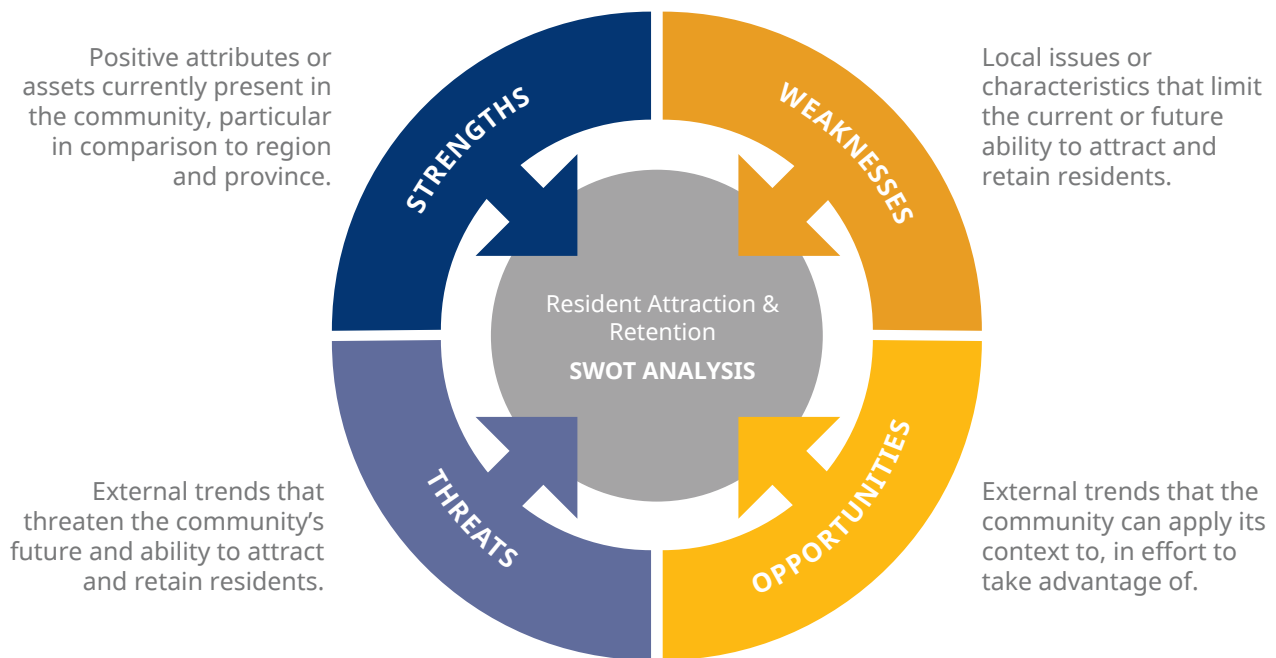 Positive attributes or
assets currently present in
the community, particular
in comparison to region
and province.
STRENGTHS
WEAKNESSES
Local issues or
characteristics that limit
the current or future
ability to attract and
retain residents.
Resident Attraction &
Retention
SWOT ANALYSIS
External trends that
threaten the community’s
future and ability to attract
and retain residents.
THREATS
OPPORTUNITIES
External trends that the
community can apply its
context to, in effort to
take advantage of.